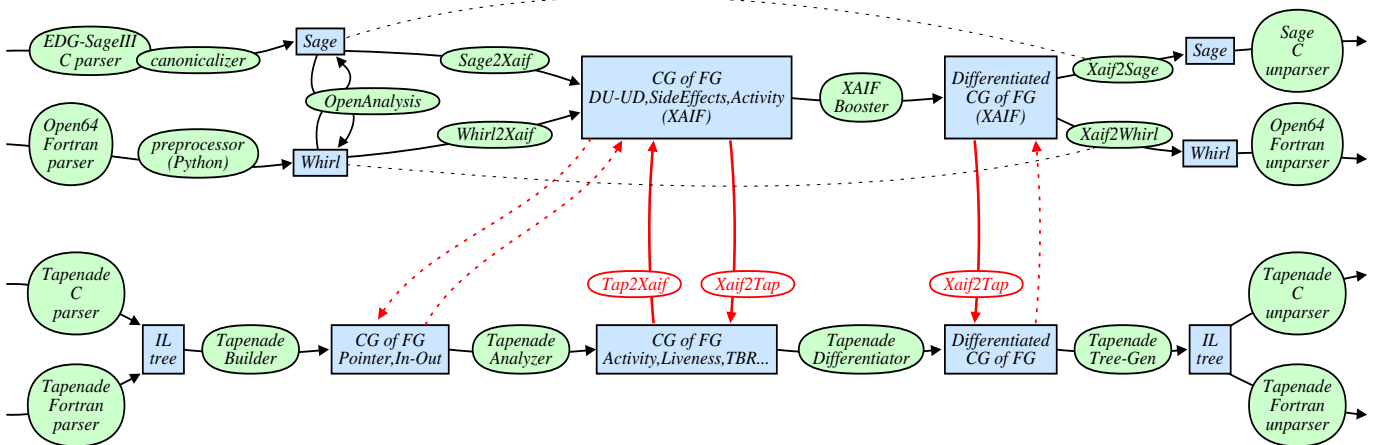 EDG-SageIII
C parser
canonicalizer
Sage
OpenAnalysis
Sage2Xaif
Open64
Fortran
parser
preprocessor
(Python)
Whirl
Whirl2Xaif
CG of FG
DU-UD,SideEffects,Activity
(XAIF)
XAIF
Booster
Differentiated
CG of FG
(XAIF)
Xaif2Sage
Sage
Sage
C
unparser
Xaif2Whirl
Whirl
Open64
Fortran
unparser
Tap2Xaif
Xaif2Tap
Xaif2Tap
Tapenade
C
parser
Tapenade
Fortran
parser
IL
tree
Tapenade
Builder
CG of FG
Pointer,In-Out
Tapenade
Analyzer
CG of FG
Activity,Liveness,TBR...
Tapenade
Differentiator
Differentiated
CG of FG
Tapenade
Tree-Gen
IL
tree
Tapenade
C
unparser
Tapenade
Fortran
unparser